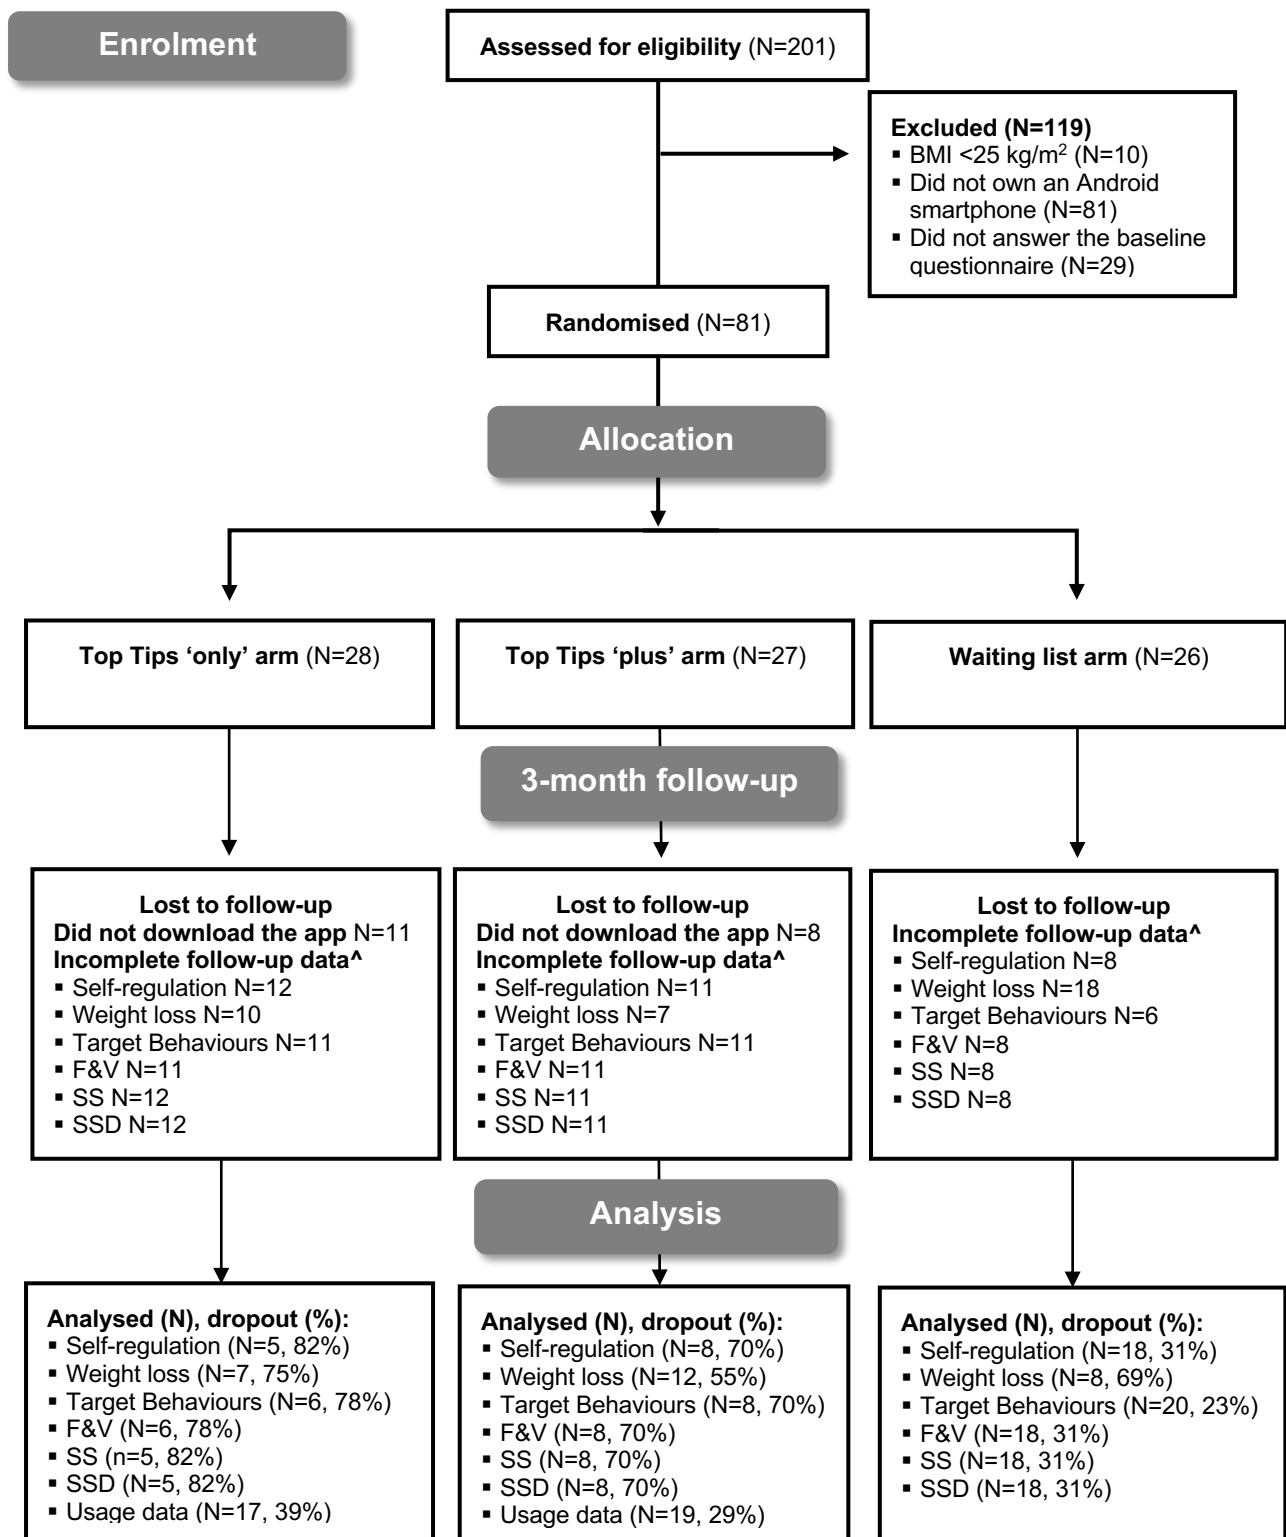 Enrolment
Assessed for eligibility (N=201)
Excluded (N=119)
▪ BMI <25 kg/m² (N=10)
▪ Did not own an Android
smartphone (N=81)
▪ Did not answer the baseline
questionnaire (N=29)
Randomised (N=81)
Allocation
Top Tips ‘only’ arm (N=28)
Top Tips ‘plus’ arm (N=27)
Waiting list arm (N=26)
3-month follow-up
Lost to follow-up
Did not download the app N=11
Incomplete follow-up data^
▪ Self-regulation N=12
▪ Weight loss N=10
▪ Target Behaviours N=11
▪ F&V N=11
▪ SS N=12
▪ SSD N=12
Lost to follow-up
Did not download the app N=8
Incomplete follow-up data^
▪ Self-regulation N=11
▪ Weight loss N=7
▪ Target Behaviours N=11
▪ F&V N=11
▪ SS N=11
▪ SSD N=11
Lost to follow-up
Incomplete follow-up data^
▪ Self-regulation N=8
▪ Weight loss N=18
▪ Target Behaviours N=6
▪ F&V N=8
▪ SS N=8
▪ SSD N=8
Analysis
Analysed (N), dropout (%):
▪ Self-regulation (N=5, 82%)
▪ Weight loss (N=7, 75%)
▪ Target Behaviours (N=6, 78%)
▪ F&V (N=6, 78%)
▪ SS (n=5, 82%)
▪ SSD (N=5, 82%)
▪ Usage data (N=17, 39%)
Analysed (N), dropout (%):
▪ Self-regulation (N=8, 70%)
▪ Weight loss (N=12, 55%)
▪ Target Behaviours (N=8, 70%)
▪ F&V (N=8, 70%)
▪ SS (N=8, 70%)
▪ SSD (N=8, 70%)
▪ Usage data (N=19, 29%)
Analysed (N), dropout (%):
▪ Self-regulation (N=18, 31%)
▪ Weight loss (N=8, 69%)
▪ Target Behaviours (N=20, 23%)
▪ F&V (N=18, 31%)
▪ SS (N=18, 31%)
▪ SSD (N=18, 31%)